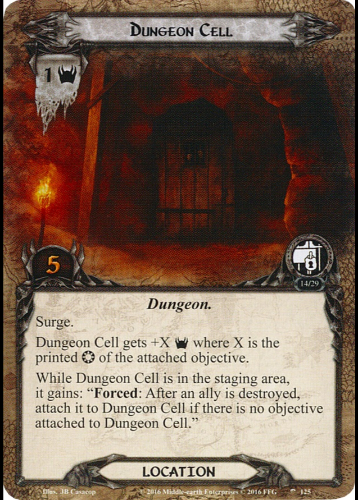 DUNGEON CELL
1
5
14/29
Dungeon.
Surge.
Dungeon Cell gets +X where X is the
printed of the attached objective.
While Dungeon Cell is in the staging area,
it gains: “Forced: After an ally is destroyed,
attach it to Dungeon Cell if there is no objective
attached to Dungeon Cell.”
LOCATION
Illus. JB Casacop
© 2016 Middle-earth Enterprises © 2016 FFG
125